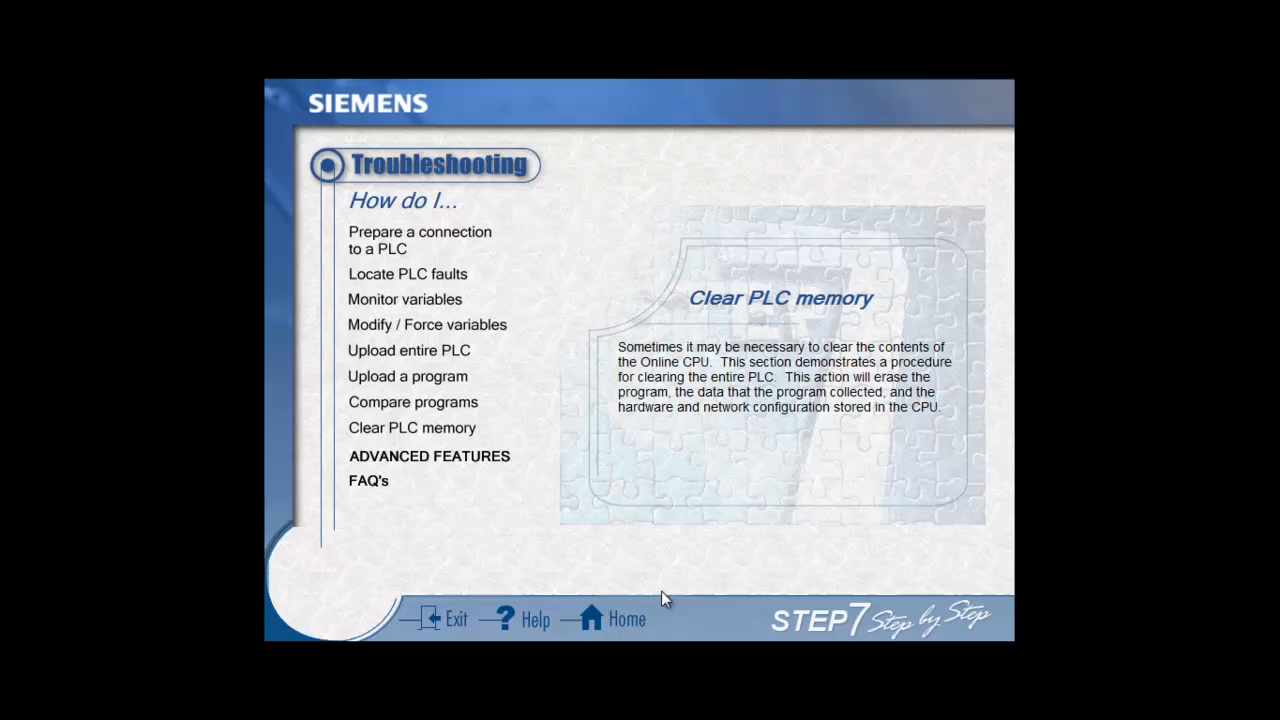 SIEMENS
Troubleshooting
How do I...
Prepare a connection
to a PLC
Locate PLC faults
Monitor variables
Modify / Force variables
Upload entire PLC
Upload a program
Compare programs
Clear PLC memory
ADVANCED FEATURES
FAQ's
Clear PLC memory
Sometimes it may be necessary to clear the contents of
the Online CPU.  This section demonstrates a procedure
for clearing the entire PLC.  This action will erase the
program, the data that the program collected, and the
hardware and network configuration stored in the CPU.
Exit
? Help
Home
STEP7 Step by Step